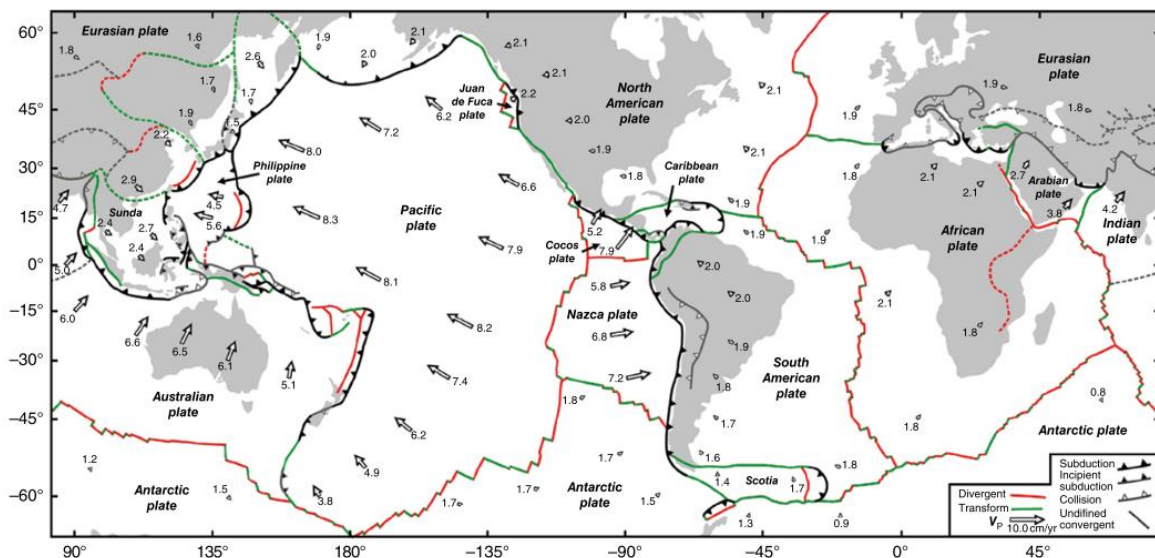 60°
45°
30°
15°
0°
−15°
−30°
−45°
−60°
Eurasian plate
1.8
1.6
2.6
1.7
1.7
1.9
1.5
2.2
2.9
4.7
Sunda
2.4
2.7
2.4
5.0
6.0
6.6
6.5
6.1
5.1
Philippine
plate
4.5
5.6
Australian
plate
1.2
Antarctic
plate
1.5
1.9
2.0
2.1
7.2
6.2
8.0
6.6
8.3
Pacific
plate
7.9
8.1
8.2
7.4
6.2
4.9
3.8
1.7
1.7
Juan
de Fuca
plate
2.2
2.1
2.1
2.0
1.9
1.8
North
American
plate
2.1
2.1
Caribbean
plate
5.2
Cocos
plate
7.9
1.9
1.9
5.8
Nazca plate
6.8
7.2
1.8
2.0
2.0
1.9
1.8
1.7
South
American
plate
1.7
1.5
Antarctic
plate
1.6
1.4
Scotia
1.7
1.8
1.3
0.9
Eurasian
plate
1.9
1.9
1.8
1.8
2.1
2.1
2.7
Arabian
plate
3.8
4.2
Indian
plate
1.9
African
plate
2.1
1.8
1.8
0.8
Antarctic plate
Divergent
Transform
VP
10.0 cm/yr
Subduction
Incipient
subduction
Collision
Undifined
convergent
90°
135°
180°
−135°
−90°
−45°
0°
45°